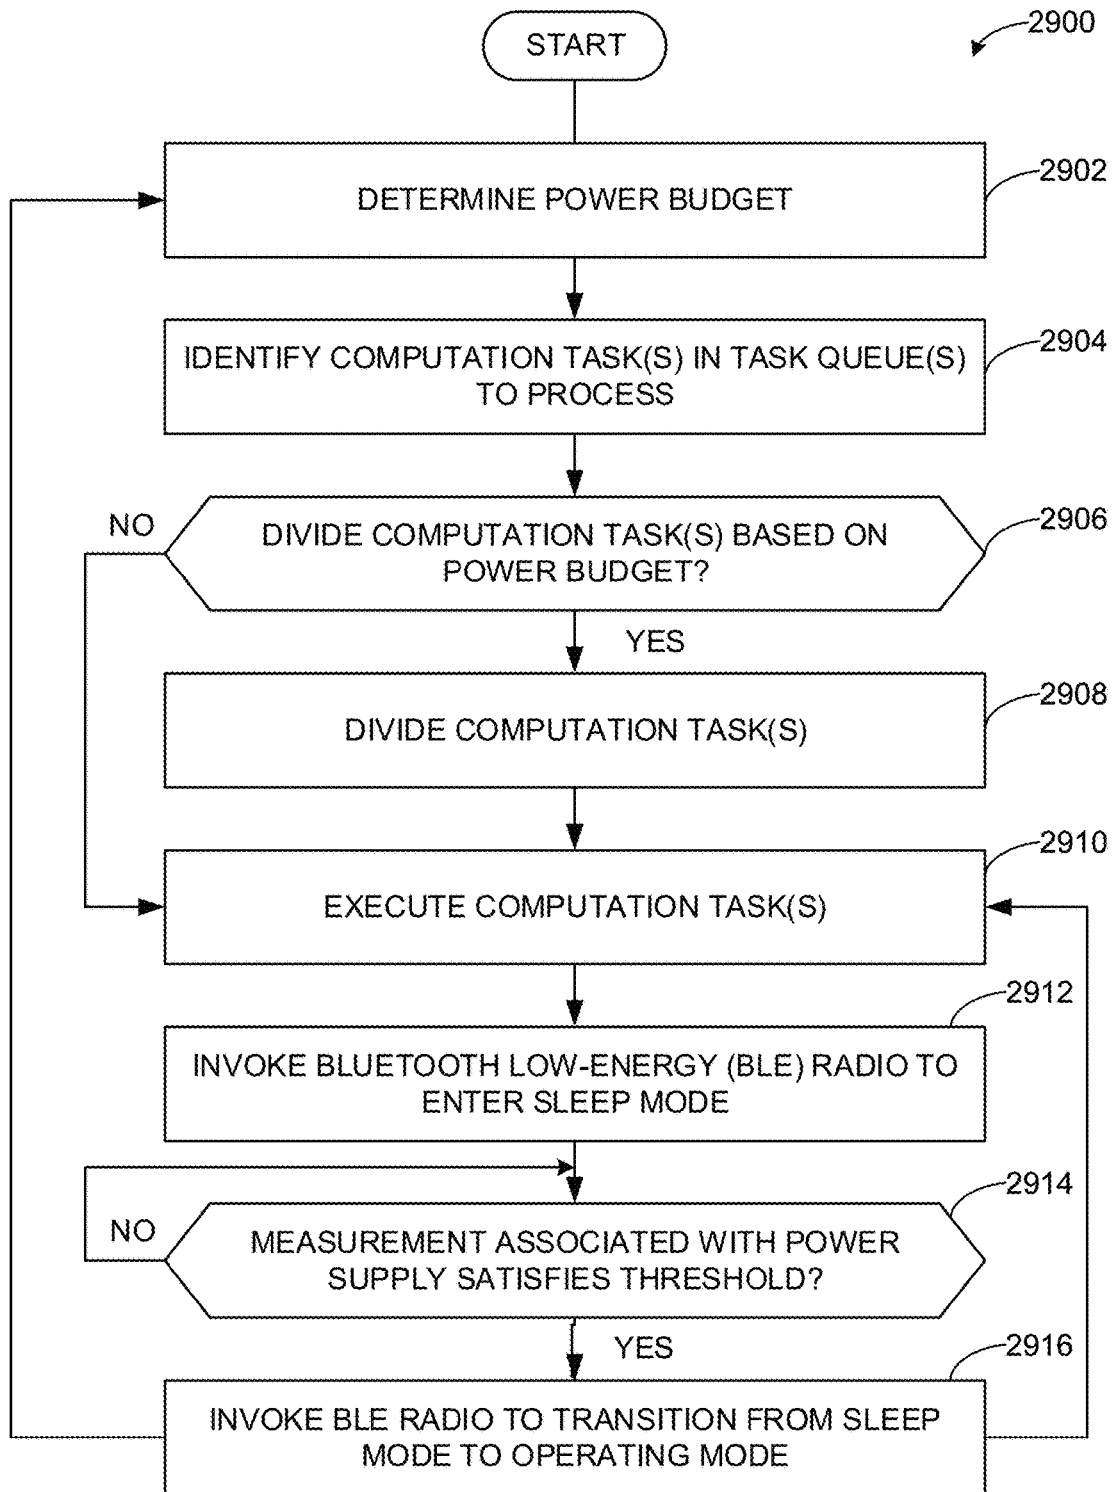 START
2900
DETERMINE POWER BUDGET
2902
IDENTIFY COMPUTATION TASK(S) IN TASK QUEUE(S)
TO PROCESS
2904
NO
DIVIDE COMPUTATION TASK(S) BASED ON
POWER BUDGET?
2906
YES
DIVIDE COMPUTATION TASK(S)
2908
EXECUTE COMPUTATION TASK(S)
2910
INVOKE BLUETOOTH LOW-ENERGY (BLE) RADIO TO
ENTER SLEEP MODE
2912
NO
MEASUREMENT ASSOCIATED WITH POWER
SUPPLY SATISFIES THRESHOLD?
2914
YES
INVOKE BLE RADIO TO TRANSITION FROM SLEEP
MODE TO OPERATING MODE
2916